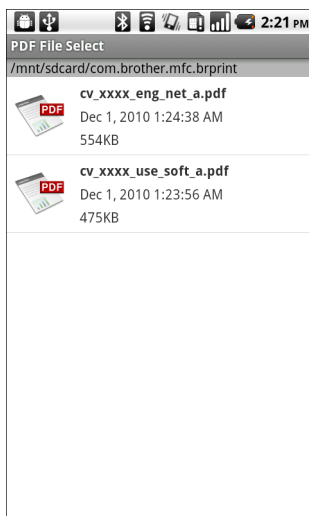 2:21 PM
PDF File Select
/mnt/sdcard/com.brother.mfc.brprint
PDF
cv_xxxx_eng_net_a.pdf
Dec 1, 2010 1:24:38 AM
554KB
PDF
cv_xxxx_use_soft_a.pdf
Dec 1, 2010 1:23:56 AM
475KB